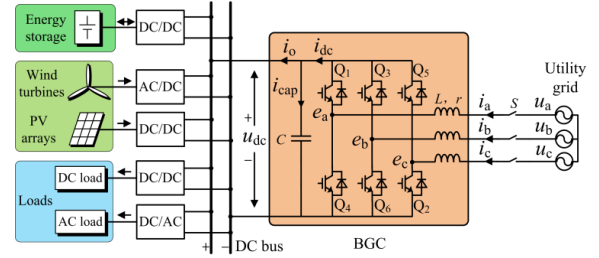 Energy
storage
DC/DC
Wind
turbines
AC/DC
PV
arrays
DC/DC
Loads
DC load
DC/DC
AC load
DC/AC
+ − DC bus
i_o
i_dc
i_cap
C
+
u_dc
−
Q1 Q3 Q5
Q4 Q6 Q2
e_a
e_b
e_c
L, r
i_a
i_b
i_c
S
u_a
u_b
u_c
Utility
grid
BGC